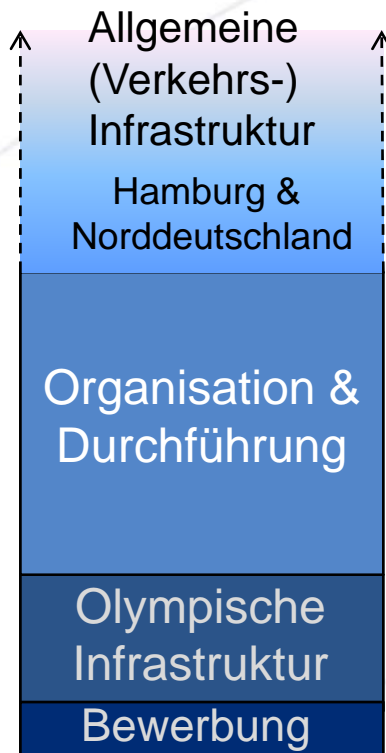 Allgemeine
(Verkehrs-)
Infrastruktur
Hamburg &
Norddeutschland
Organisation &
Durchführung
Olympische
Infrastruktur
Bewerbung